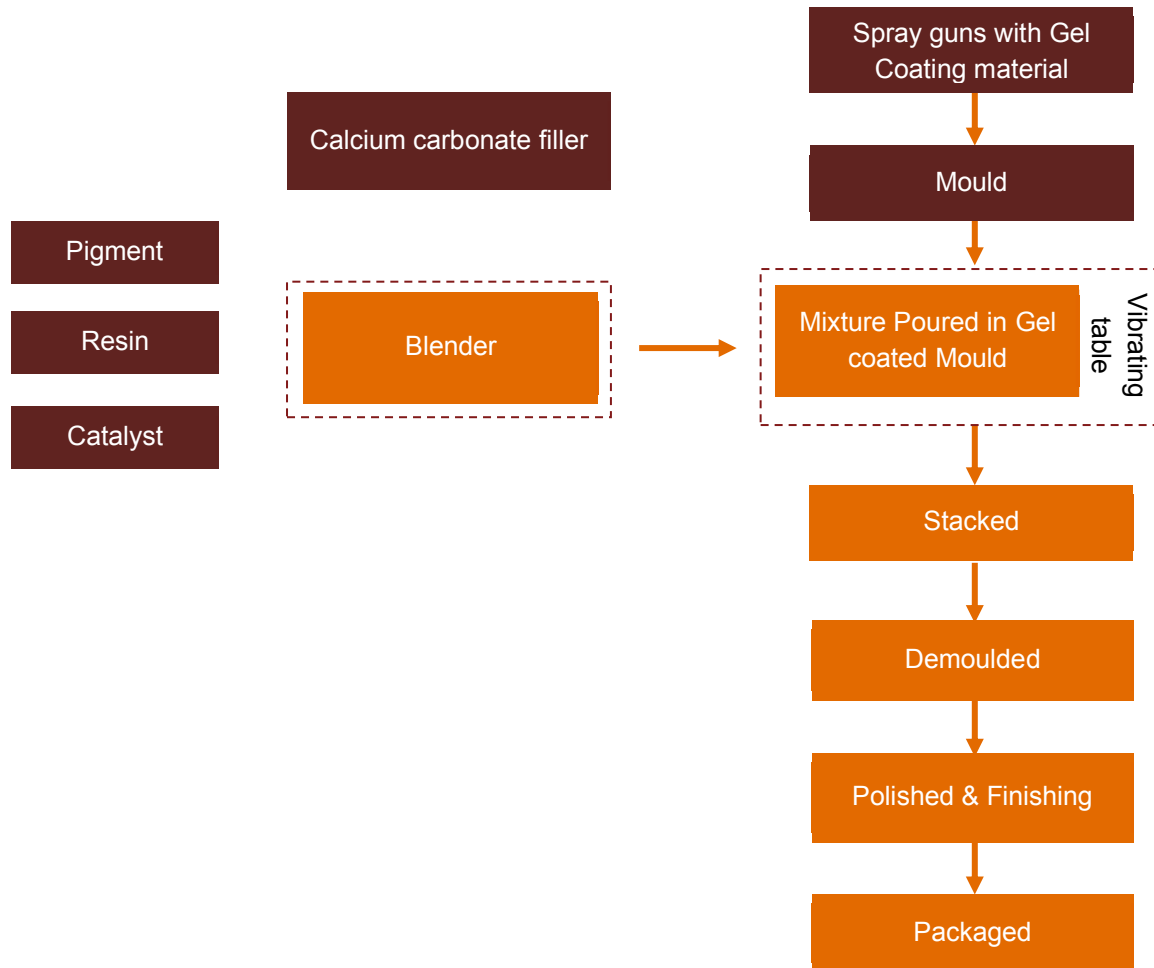 Spray guns with Gel
Coating material
Calcium carbonate filler
Mould
Pigment
Resin
Catalyst
Blender
Mixture Poured in Gel
coated Mould
Vibrating
table
Stacked
Demoulded
Polished & Finishing
Packaged